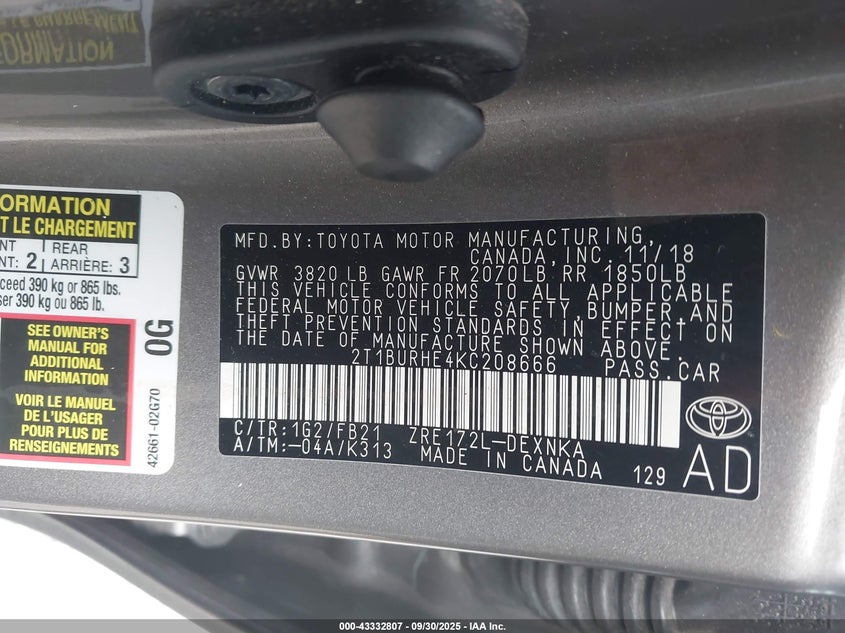 LE CHARGEMENT
FORMATION
ORMATION
T LE CHARGEMENT
NT REAR
NT: 2 ARRIÈRE: 3
ceed 390 kg or 865 lbs.
ser 390 kg ou 865 lb.
SEE OWNER'S
MANUAL FOR
ADDITIONAL
INFORMATION
VOIR LE MANUEL
DE L'USAGER
POUR PLUS DE
RENSEIGNEMENTS
0G
42661-02G70
MFD.BY:TOYOTA MOTOR MANUFACTURING,
CANADA, INC. 11/18
GVWR 3820 LB GAWR FR 2070LB RR 1850LB
THIS VEHICLE CONFORMS TO ALL APPLICABLE
FEDERAL MOTOR VEHICLE SAFETY,BUMPER,AND
THEFT PREVENTION STANDARDS IN EFFECT ON
THE DATE OF MANUFACTURE SHOWN ABOVE.
2T1BURHE4KC208666 PASS.CAR
C/TR:1G2/FB21 ZRE172L-DEXNKA
A/TM:-04A/K313 MADE IN CANADA 129
AD
000-43332807 - 09/30/2025 - IAA Inc.